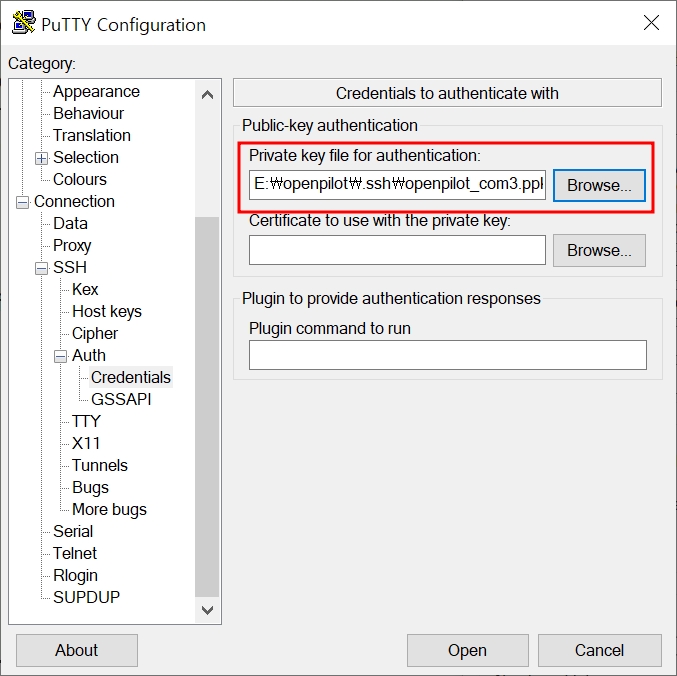 PuTTY Configuration
Category:
Appearance
Behaviour
Translation
Selection
Colours
Connection
Data
Proxy
SSH
Kex
Host keys
Cipher
Auth
Credentials
GSSAPI
TTY
X11
Tunnels
Bugs
More bugs
Serial
Telnet
Rlogin
SUPDUP
Credentials to authenticate with
Public-key authentication
Private key file for authentication:
E:₩openpilot₩.ssh₩openpilot_com3.ppk
Browse...
Certificate to use with the private key:
Browse...
Plugin to provide authentication responses
Plugin command to run
About
Open
Cancel